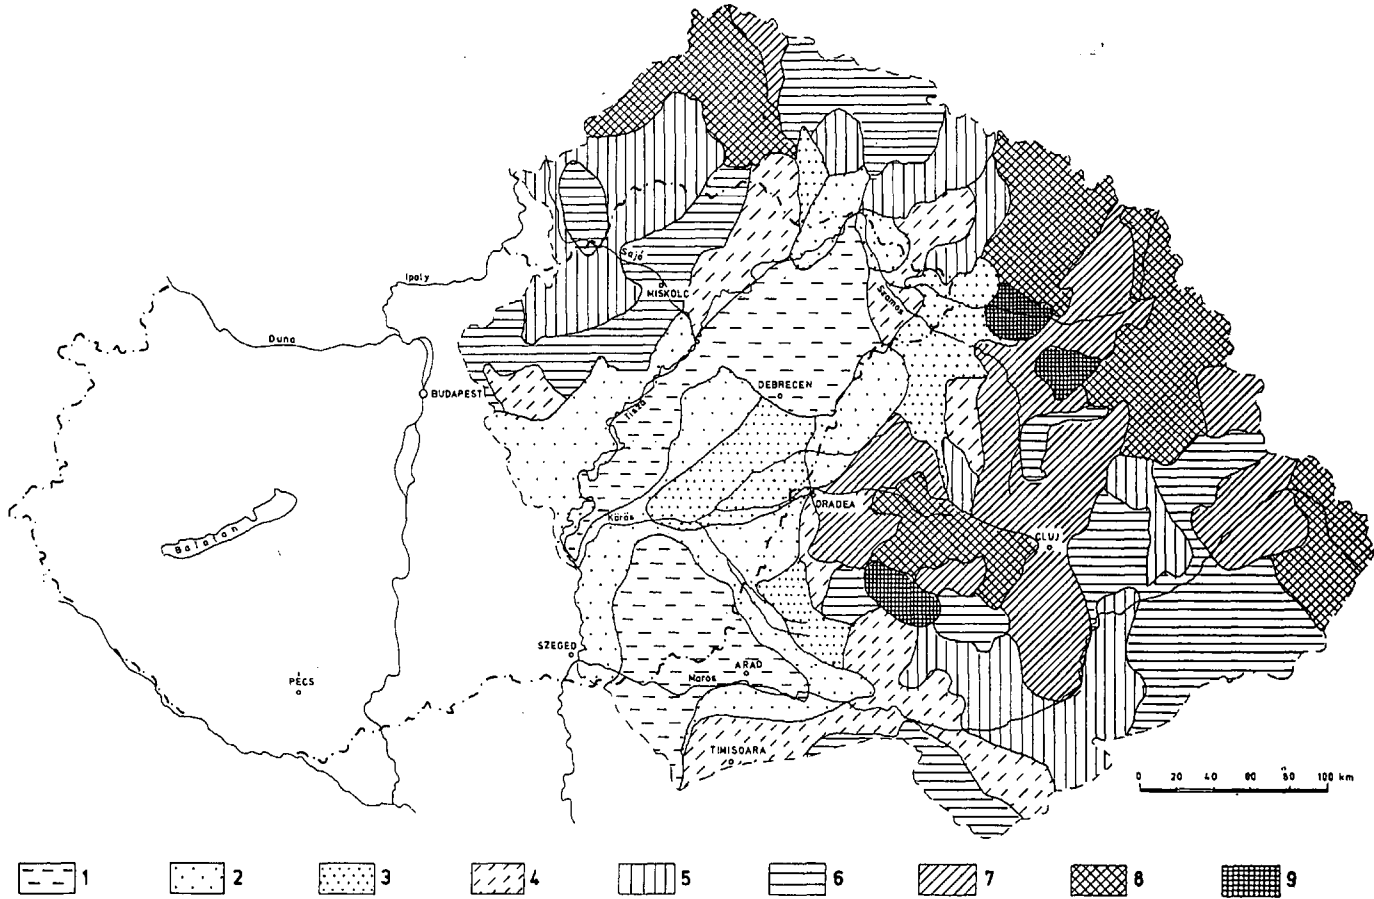 Ipoly
Sajó
MISKOLC
Duna
Szamos
BUDAPEST
Tisza
DEBRECEN
Körös
ORADEA
Balaton
CLUJ
SZEGED
ARAD
Maros
PÉCS
TIMISOARA
0 20 40 60 80 100 km
1 2 3 4 5 6 7 8 9